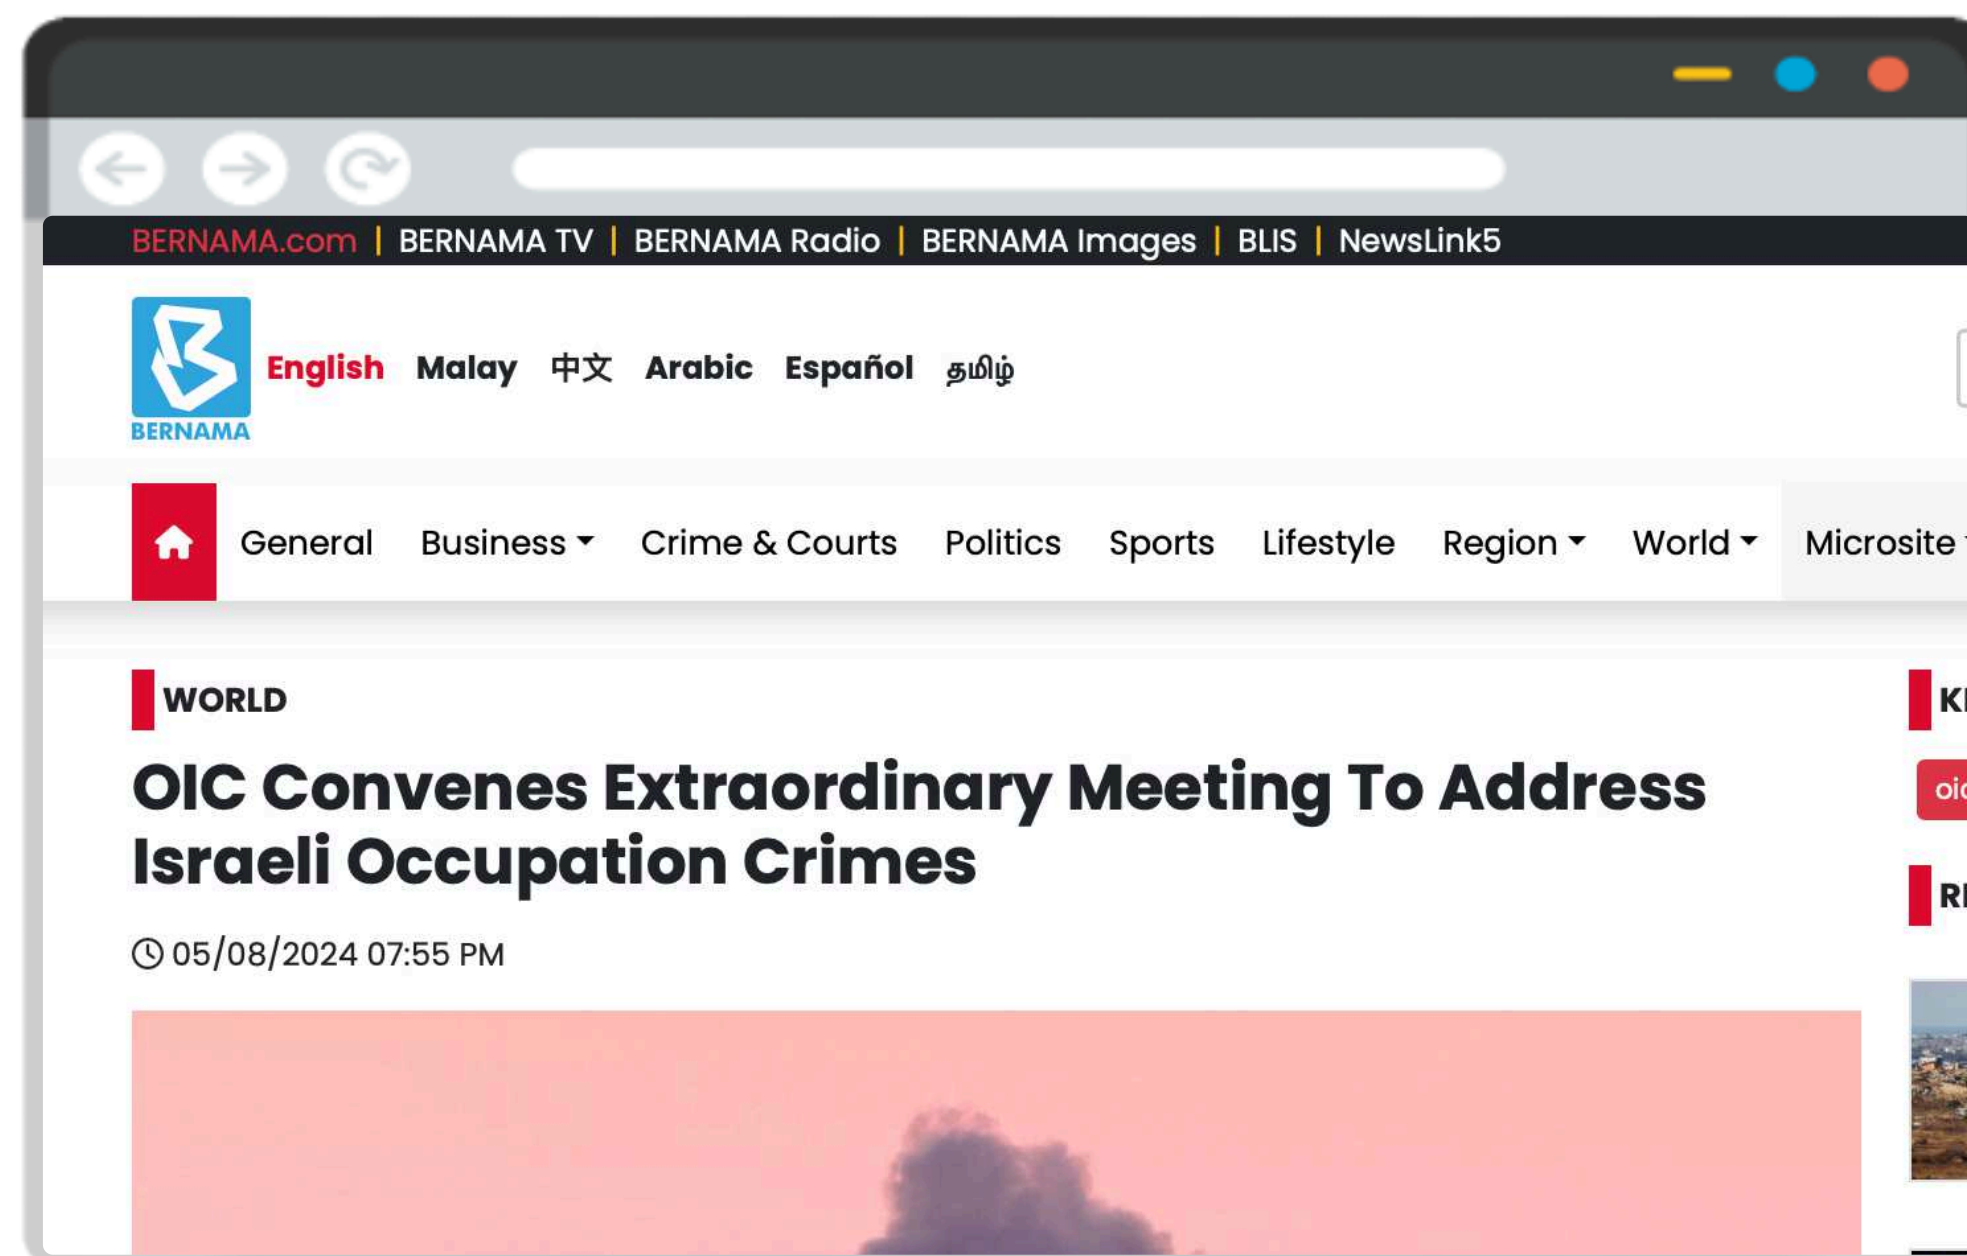 BERNAMA.com | BERNAMA TV | BERNAMA Radio | BERNAMA Images | BLIS | NewsLink5
BERNAMA
English Malay 中文 Arabic Español தமிழ்
General Business Crime & Courts Politics Sports Lifestyle Region World Microsite
WORLD
OIC Convenes Extraordinary Meeting To Address
Israeli Occupation Crimes
05/08/2024 07:55 PM